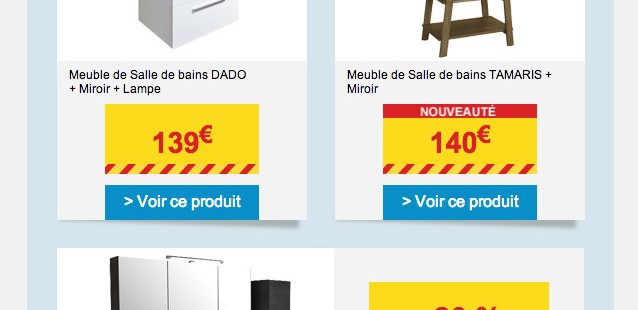 Meuble de Salle de bains DADO
+ Miroir + Lampe
139€
> Voir ce produit
Meuble de Salle de bains TAMARIS +
Miroir
NOUVEAUTÉ
140€
> Voir ce produit